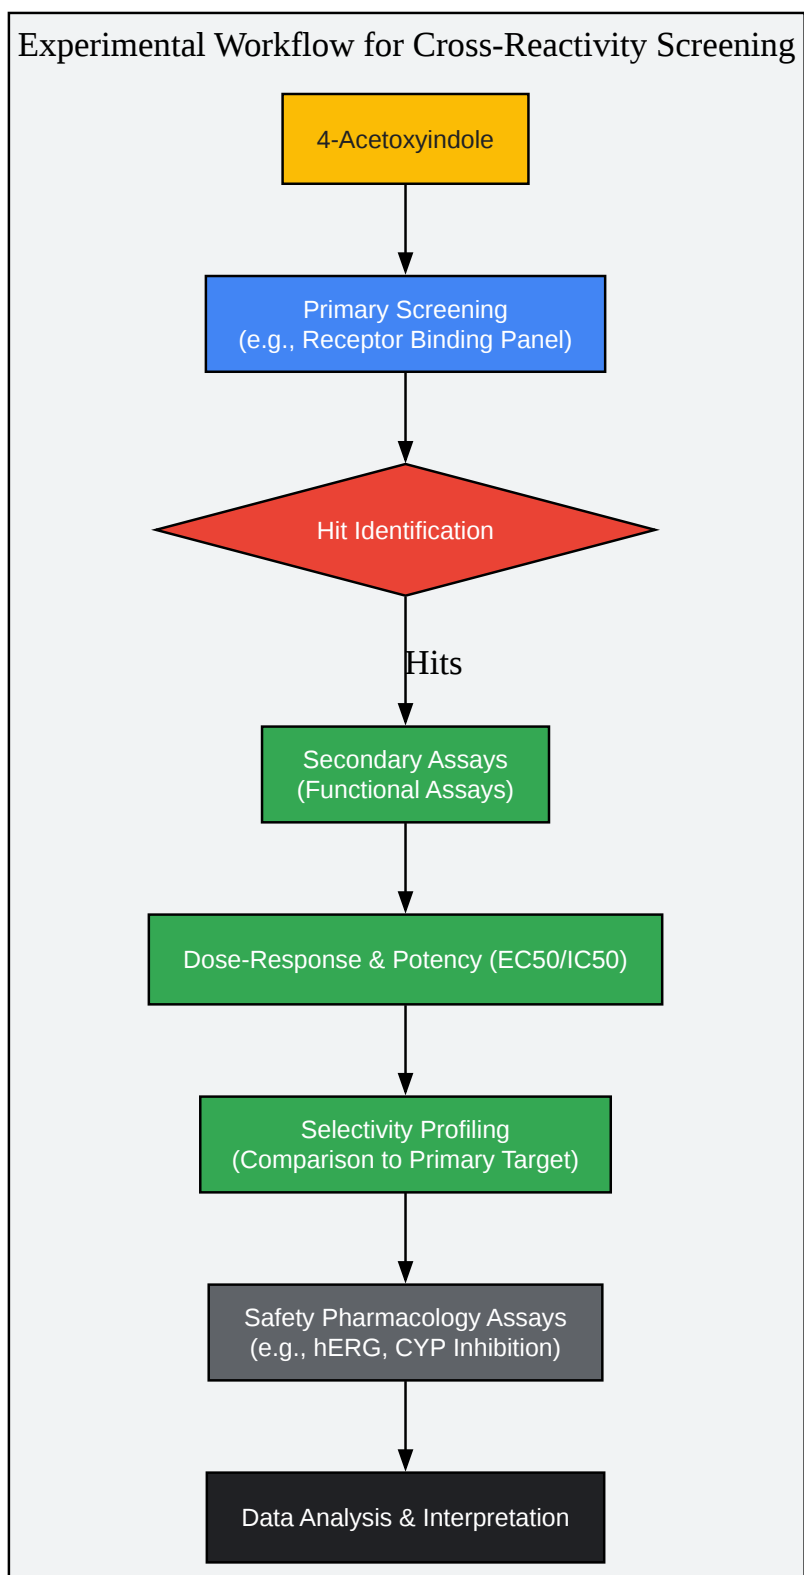 Experimental Workflow for Cross-Reactivity Screening
4-Acetoxyindole
Primary Screening
(e.g., Receptor Binding Panel)
Hit Identification
Hits
Secondary Assays
(Functional Assays)
Dose-Response & Potency (EC50/IC50)
Selectivity Profiling
(Comparison to Primary Target)
Safety Pharmacology Assays
(e.g., hERG, CYP Inhibition)
Data Analysis & Interpretation